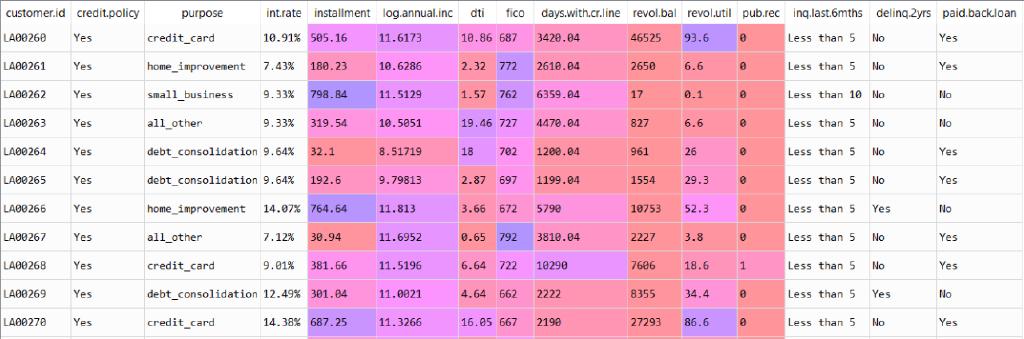 customer.id credit.policy purpose int.rate installment log.annual.inc dti fico days.with.cr.line revol.bal revol.util pub.rec inq.last.6mths delinq.2yrs paid.back.loan
LA00260 Yes credit_card 10.91% 505.16 11.6173 10.86 687 3420.04 46525 93.6 0 Less than 5 No Yes
LA00261 Yes home_improvement 7.43% 180.23 10.6286 2.32 772 2610.04 2650 6.6 0 Less than 5 No Yes
LA00262 Yes small_business 9.33% 798.84 11.5129 1.57 762 6359.04 17 0.1 0 Less than 10 No No
LA00263 Yes all_other 9.33% 319.54 10.5051 19.46 727 4470.04 827 6.6 0 Less than 5 No No
LA00264 Yes debt_consolidation 9.64% 32.1 8.51719 18 702 1200.04 961 26 0 Less than 5 No Yes
LA00265 Yes debt_consolidation 9.64% 192.6 9.79813 2.87 697 1199.04 1554 29.3 0 Less than 5 No Yes
LA00266 Yes home_improvement 14.07% 764.64 11.813 3.66 672 5790 10753 52.3 0 Less than 5 Yes No
LA00267 Yes all_other 7.12% 30.94 11.6952 0.65 792 3810.04 2227 3.8 0 Less than 5 No Yes
LA00268 Yes credit_card 9.01% 381.66 11.5196 6.64 722 10290 7606 18.6 1 Less than 5 No Yes
LA00269 Yes debt_consolidation 12.49% 301.04 11.0021 4.64 662 2222 8355 34.4 0 Less than 5 Yes No
LA00270 Yes credit_card 14.38% 687.25 11.3266 16.05 667 2190 27293 86.6 0 Less than 5 No Yes